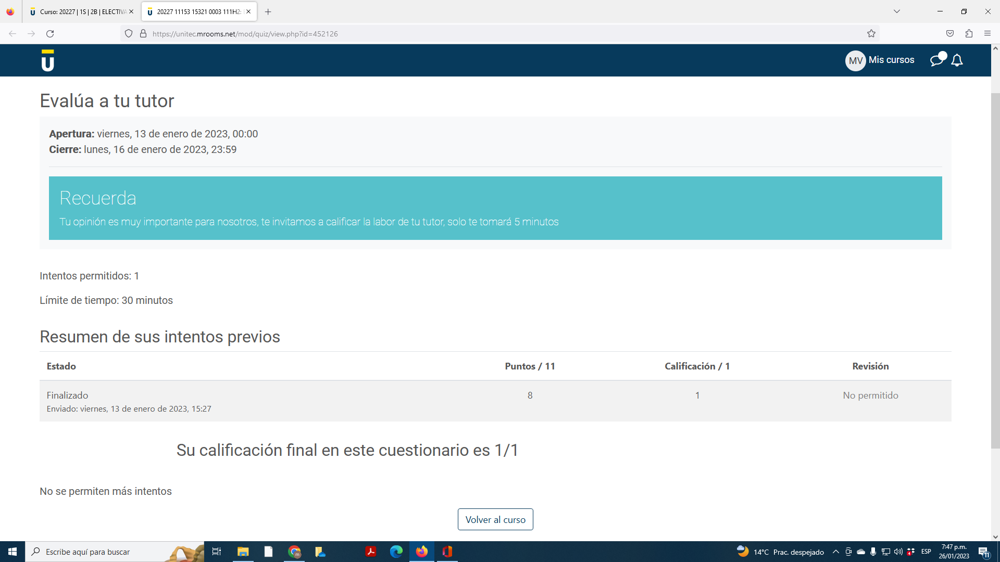 Curso: 20227 | 1S | 2B | ELECTIVA
20227 11153 15321 0003 111H2:
https://unitec.mrooms.net/mod/quiz/view.php?id=452126
MV Mis cursos
Evalúa a tu tutor
Apertura: viernes, 13 de enero de 2023, 00:00
Cierre: lunes, 16 de enero de 2023, 23:59
Recuerda
Tu opinión es muy importante para nosotros, te invitamos a calificar la labor de tu tutor, solo te tomará 5 minutos
Intentos permitidos: 1
Límite de tiempo: 30 minutos
Resumen de sus intentos previos
Estado Puntos / 11 Calificación / 1 Revisión
Finalizado 8 1 No permitido
Enviado: viernes, 13 de enero de 2023, 15:27
Su calificación final en este cuestionario es 1/1
No se permiten más intentos
Volver al curso
Escribe aquí para buscar
14°C Prac. despejado
ESP
7:47 p.m.
26/01/2023
11